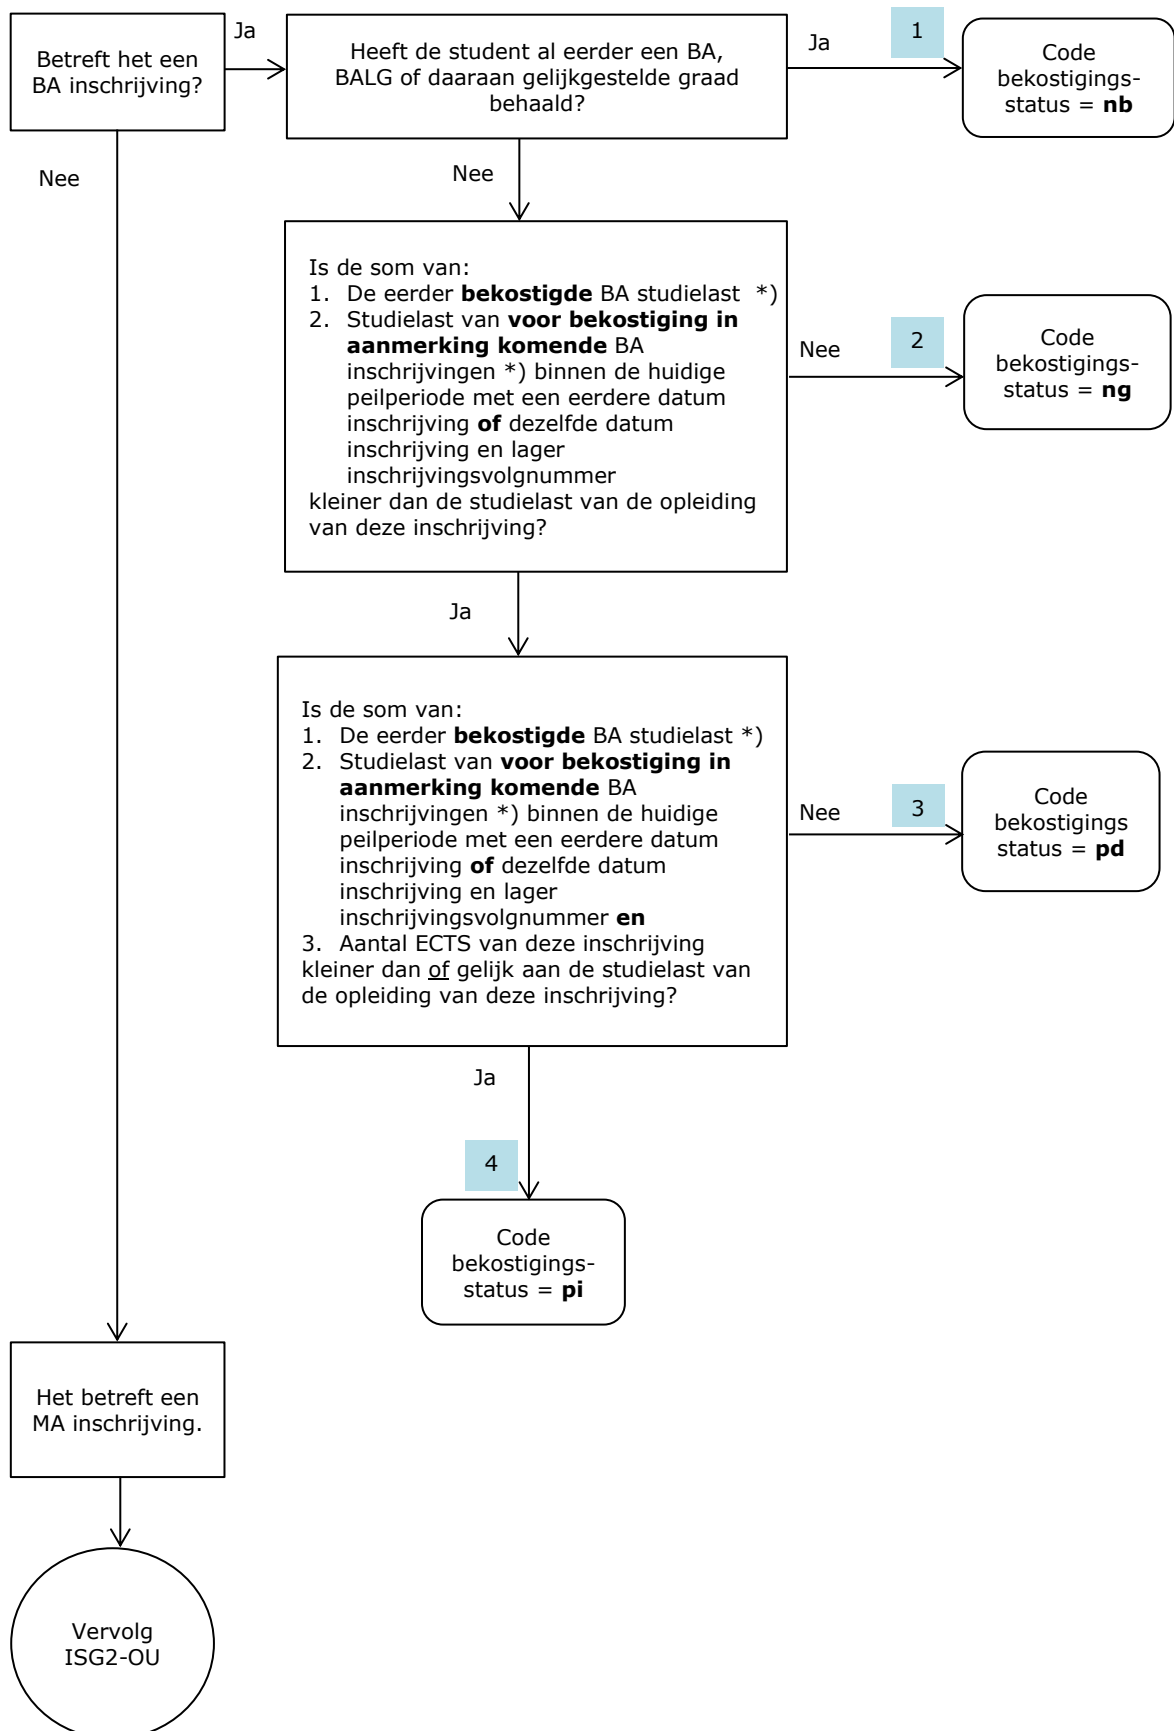 Betreft het een
BA inschrijving?
Ja
Heeft de student al eerder een BA,
BALG of daaraan gelijkgestelde graad
behaald?
Ja
1
Code
bekostigings-
status = nb
Nee
Nee
Is de som van:
1. De eerder bekostigde BA studielast *)
2. Studielast van voor bekostiging in
aanmerking komende BA
inschrijvingen *) binnen de huidige
peilperiode met een eerdere datum
inschrijving of dezelfde datum
inschrijving en lager
inschrijvingsvolgnummer
kleiner dan de studielast van de opleiding
van deze inschrijving?
Nee
2
Code
bekostigings-
status = ng
Ja
Is de som van:
1. De eerder bekostigde BA studielast *)
2. Studielast van voor bekostiging in
aanmerking komende BA
inschrijvingen *) binnen de huidige
peilperiode met een eerdere datum
inschrijving of dezelfde datum
inschrijving en lager
inschrijvingsvolgnummer en
3. Aantal ECTS van deze inschrijving
kleiner dan of gelijk aan de studielast van
de opleiding van deze inschrijving?
Nee
3
Code
bekostigings
status = pd
Ja
4
Code
bekostigings-
status = pi
Het betreft een
MA inschrijving.
Vervolg
ISG2-OU